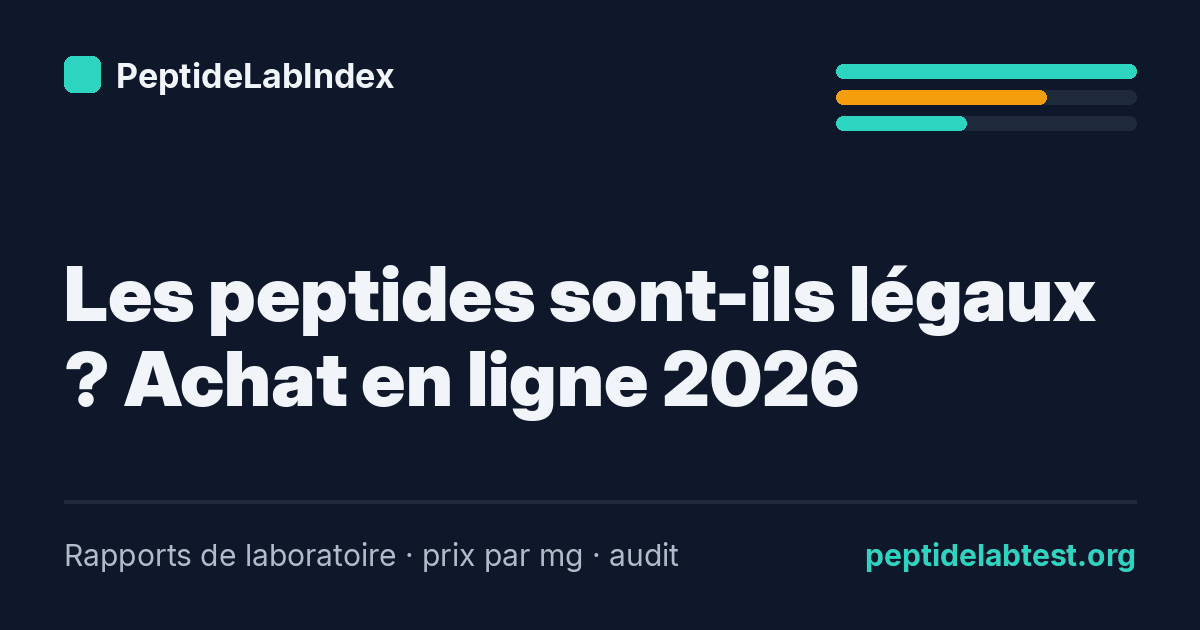 PeptideLabIndex
Les peptides sont-ils légaux
? Achat en ligne 2026
Rapports de laboratoire · prix par mg · audit
peptidelabtest.org